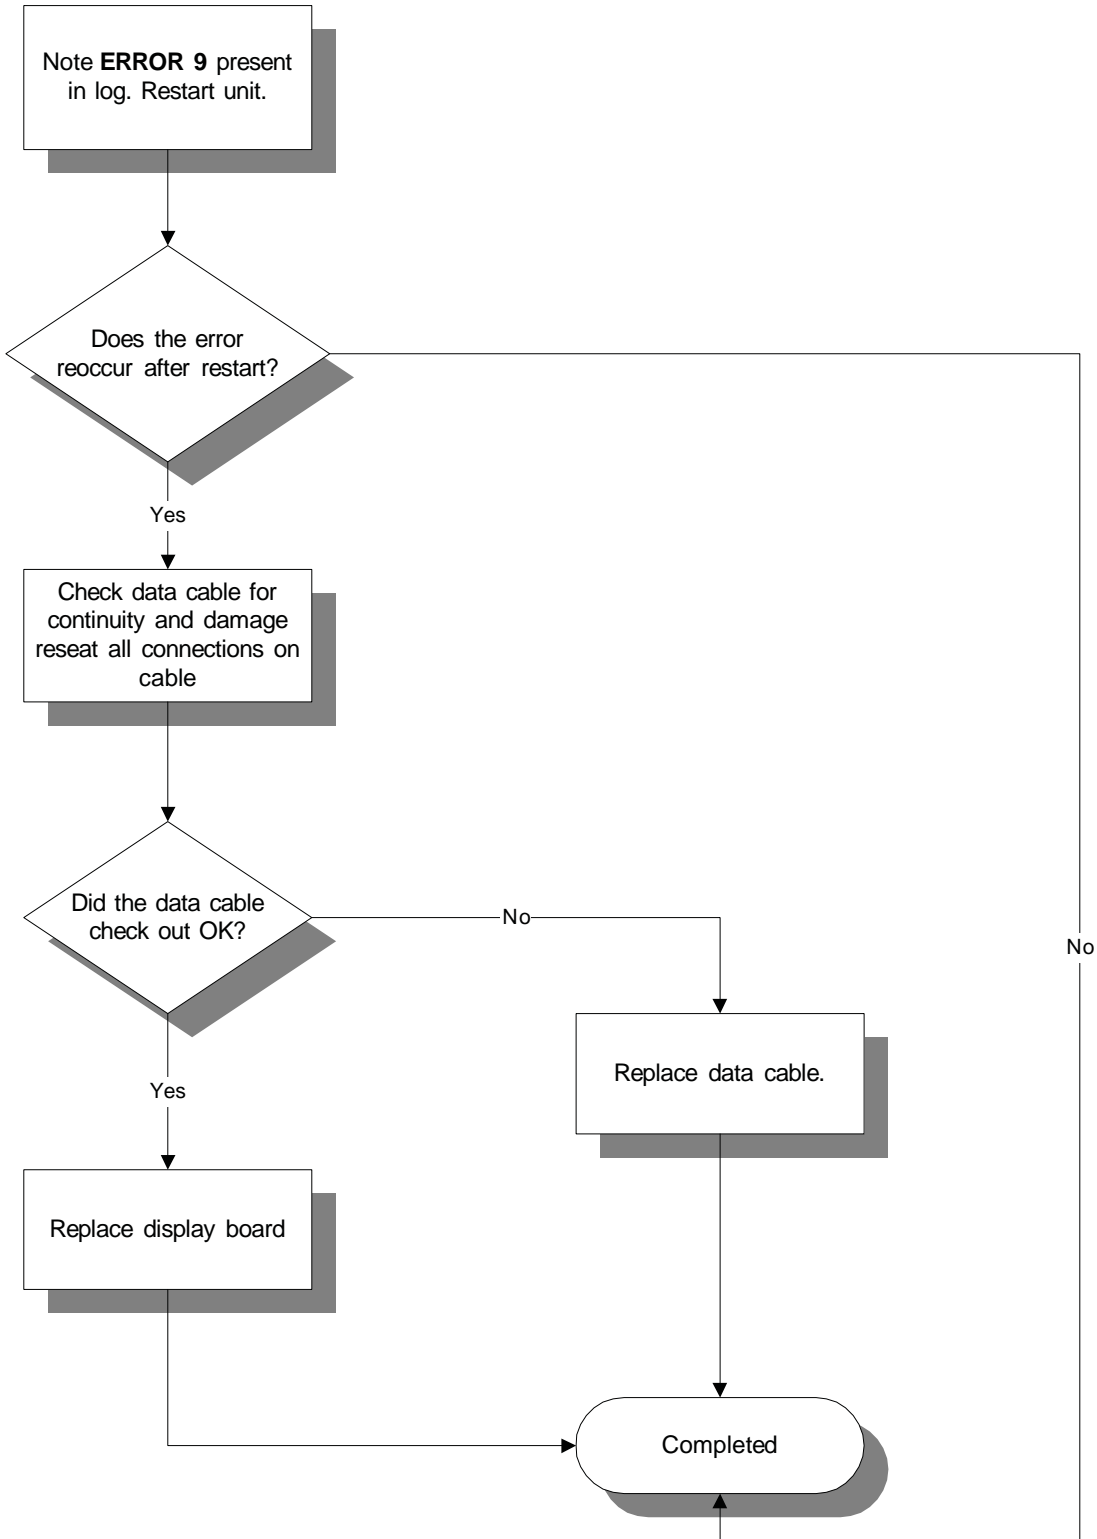 Note ERROR 9 present
in log. Restart unit.
Does the error
reoccur after restart?
Yes
Check data cable for
continuity and damage
reseat all connections on
cable
Did the data cable
check out OK?
No
No
Replace data cable.
Yes
Replace display board
Completed